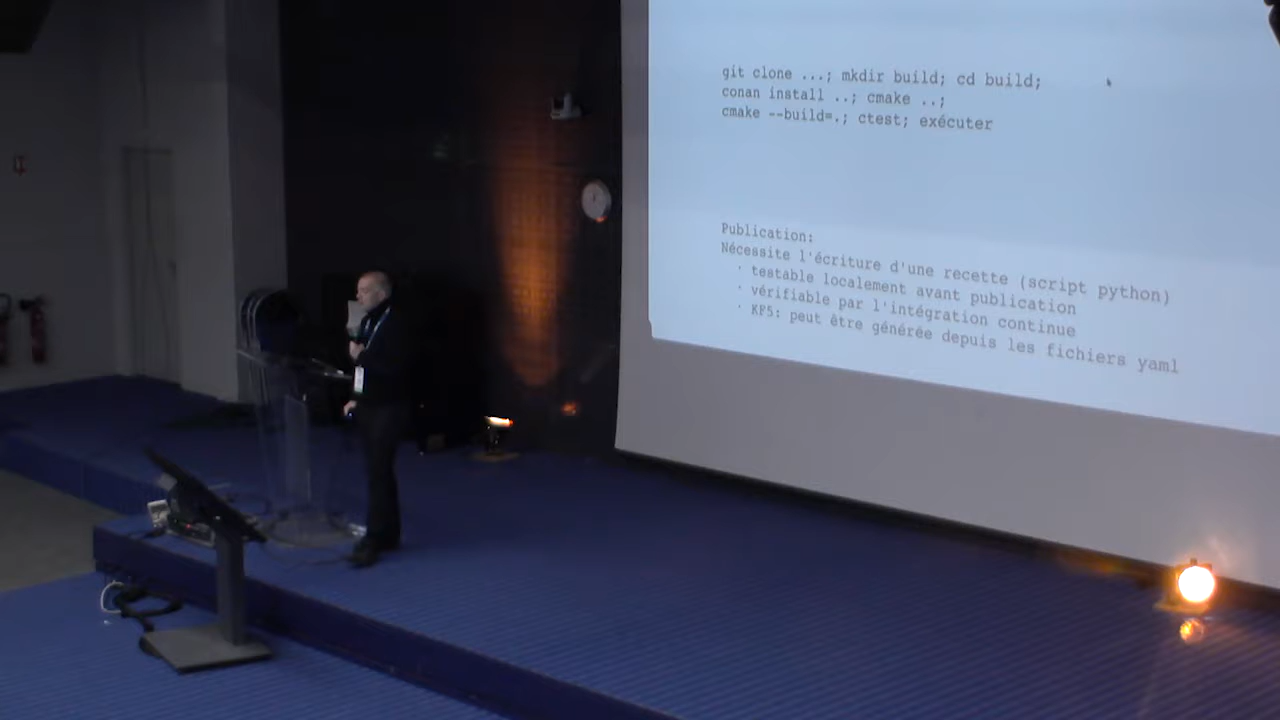 git clone ...; mkdir build; cd build;
conan install ..; cmake ..;
cmake --build=.; ctest; exécuter
Publication:
Nécessite l'écriture d'une recette (script python)
· testable localement avant publication
· vérifiable par l'intégration continue
· KF5: peut être générée depuis les fichiers yaml